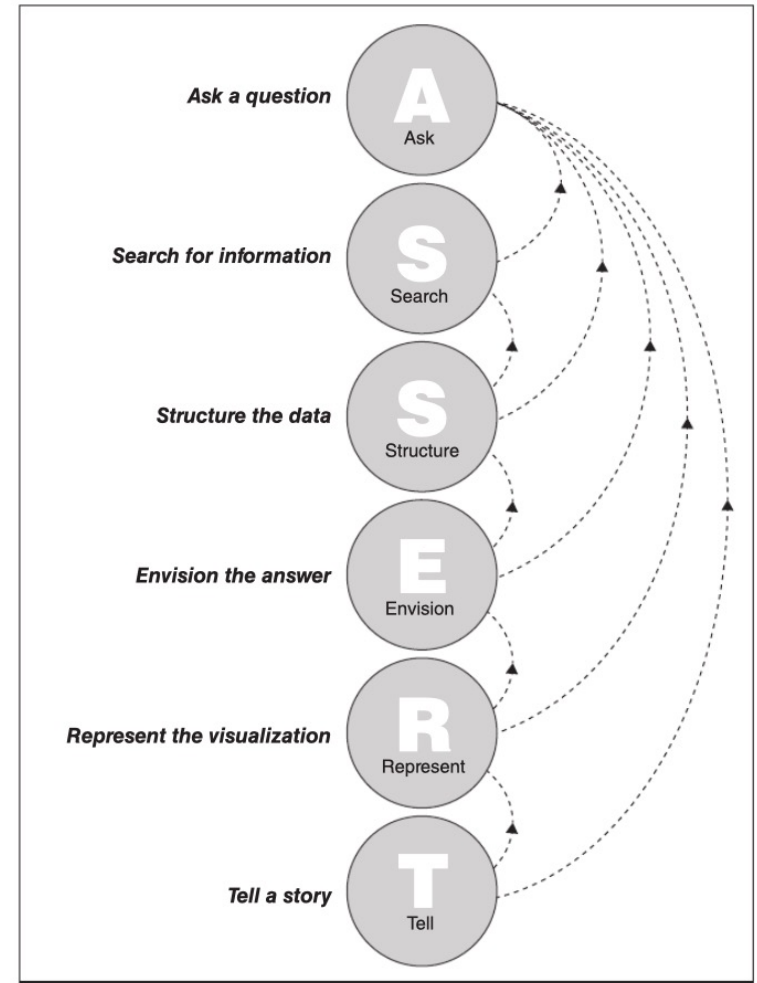 Ask a question
A
Ask
Search for information
S
Search
Structure the data
S
Structure
Envision the answer
E
Envision
Represent the visualization
R
Represent
Tell a story
T
Tell